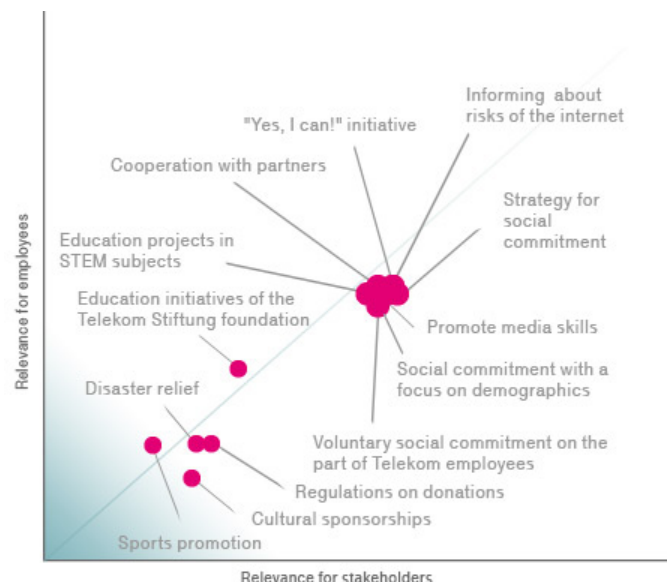 Informing about
risks of the internet
"Yes, I can!" initiative
Cooperation with partners
Strategy for
social
commitment
Education projects in
STEM subjects
Education initiatives of the
Telekom Stiftung foundation
Promote media skills
Social commitment with a
focus on demographics
Disaster relief
Voluntary social commitment on the
part of Telekom employees
Regulations on donations
Cultural sponsorships
Sports promotion
Relevance for employees
Relevance for stakeholders